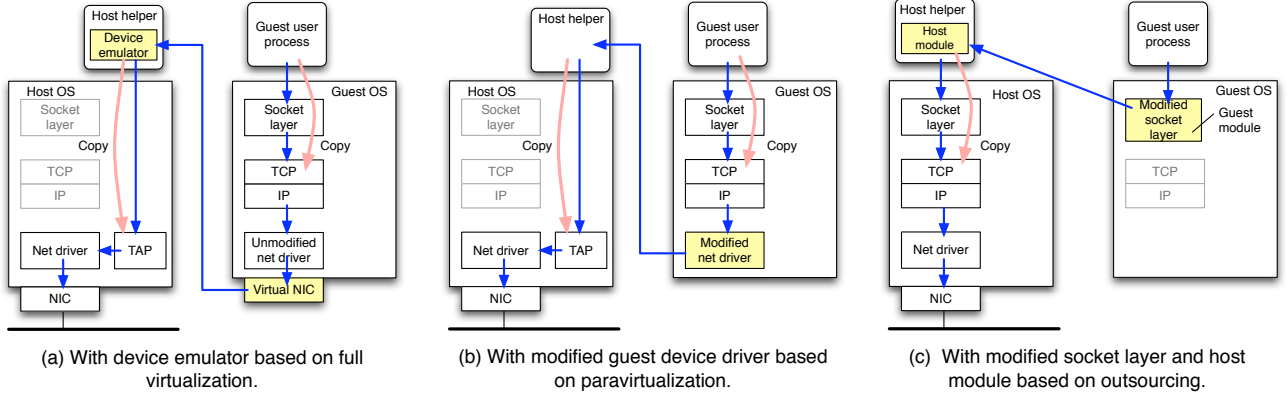 Host helper
Device
emulator
Guest user
process
Host OS
Socket
layer
Copy
TCP
IP
Net driver
TAP
NIC
Guest OS
Socket
layer
Copy
TCP
IP
Unmodified
net driver
Virtual NIC
(a) With device emulator based on full
virtualization.
Host helper
Guest user
process
Host OS
Socket
layer
Copy
TCP
IP
Net driver
TAP
NIC
Guest OS
Socket
layer
Copy
TCP
IP
Modified
net driver
(b) With modified guest device driver based
on paravirtualization.
Host helper
Host
module
Guest user
process
Host OS
Socket
layer
Copy
TCP
IP
Net driver
NIC
Guest OS
Modified
socket
layer
Guest
module
TCP
IP
(c) With modified socket layer and host
module based on outsourcing.